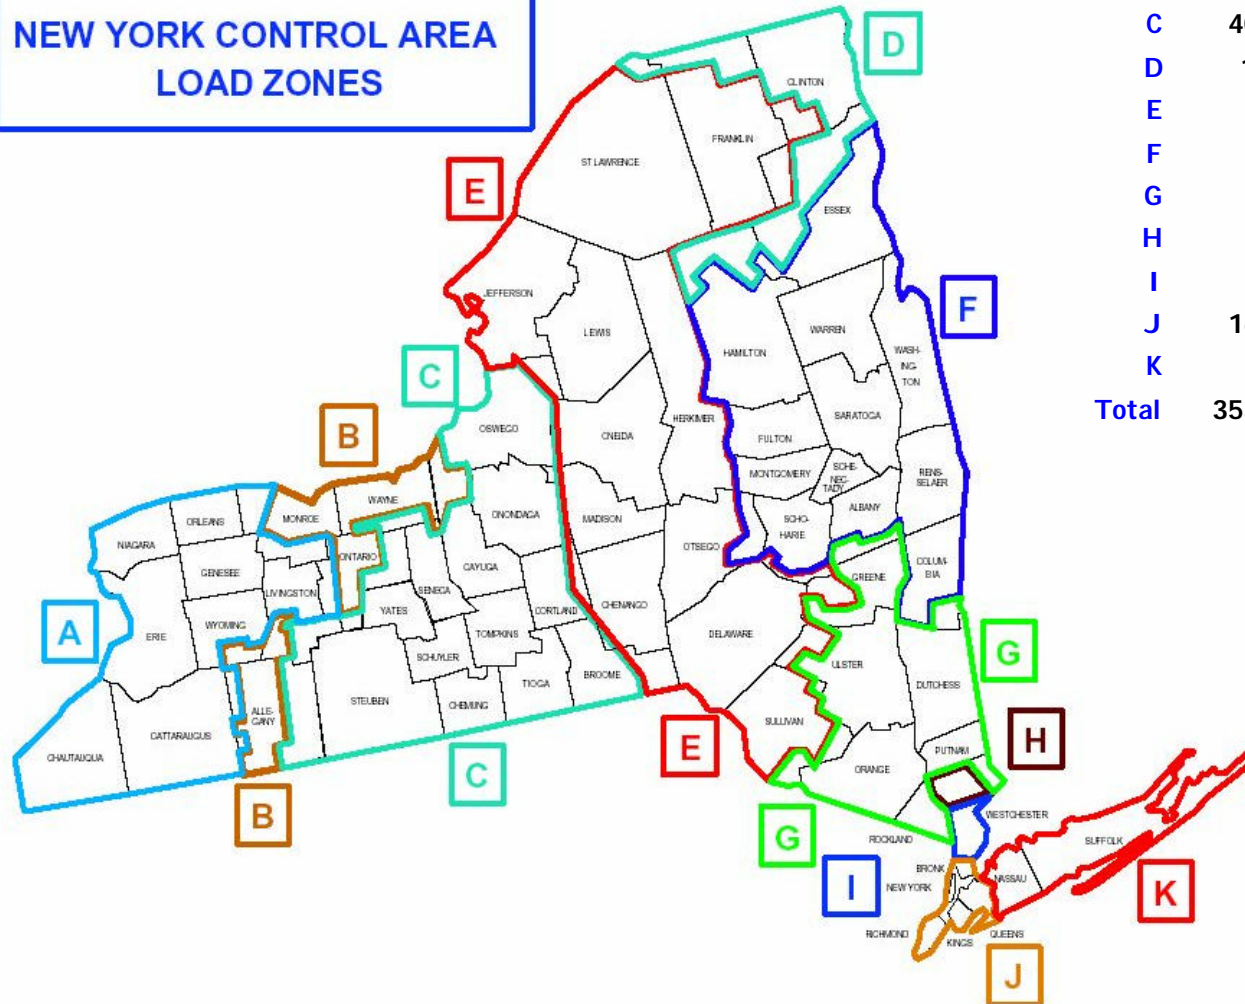 NEW YORK CONTROL AREA
LOAD ZONES
C 4
D 1
E
F
G
H
I
J 1
K
Total 35
D
CLINTON
FRANKLIN
ST LAWRENCE
E
ESSEX
JEFFERSON
F
LEWIS
WARREN
HAMILTON
WASH-
ING-
TON
C
HERKIMER
SARATOGA
OSWEGO
ONEIDA
FULTON
B
MONTGOMERY
SCHE-
NEC-
TADY
RENS-
SELAER
WAYNE
ORLEANS
MONROE
ONONDAGA
MADISON
ALBANY
SCHO-
HARIE
NIAGARA
ONTARIO
OTSEGO
GENESEE
CAYUGA
GREENE
COLUM-
BIA
LIVINGSTON
SENECA
YATES
CORTLAND
CHENANGO
A
ERIE
WYOMING
TOMPKINS
DELAWARE
SCHUYLER
ULSTER
G
TIOGA
BROOME
DUTCHESS
STEUBEN
CHEMUNG
ALLE-
GANY
SULLIVAN
CATTARAUGUS
E
H
PUTNAM
CHAUTAUQUA
C
ORANGE
B
G
WESTCHESTER
ROCKLAND
SUFFOLK
BRONX
I
NEW YORK
NASSAU
K
RICHMOND
KINGS
QUEENS
J